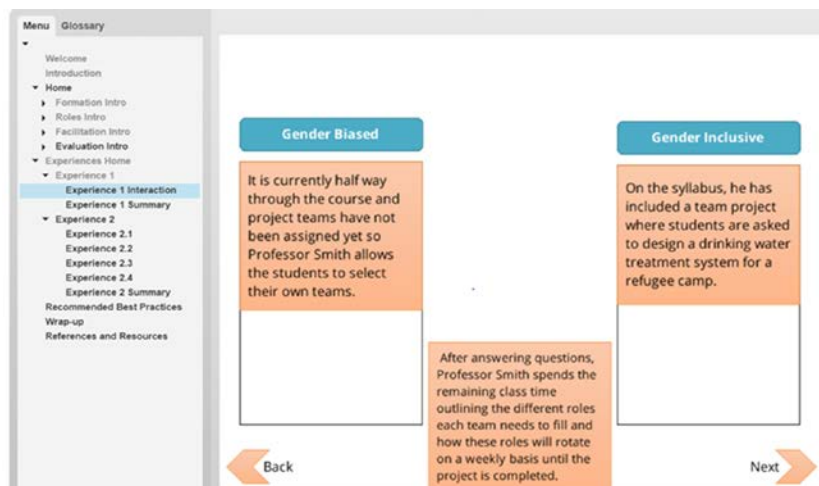 Menu Glossary
Welcome
Introduction
Home
Formation Intro
Roles Intro
Facilitation Intro
Evaluation Intro
Experiences Home
Experience 1
Experience 1 Interaction
Experience 1 Summary
Experience 2
Experience 2.1
Experience 2.2
Experience 2.3
Experience 2.4
Experience 2 Summary
Recommended Best Practices
Wrap-up
References and Resources
Gender Biased
It is currently half way
through the course and
project teams have not
been assigned yet so
Professor Smith allows
the students to select
their own teams.
Gender Inclusive
On the syllabus, he has
included a team project
where students are asked
to design a drinking water
treatment system for a
refugee camp.
After answering questions,
Professor Smith spends the
remaining class time
outlining the different roles
each team needs to fill and
how these roles will rotate
on a weekly basis until the
project is completed.
Back
Next